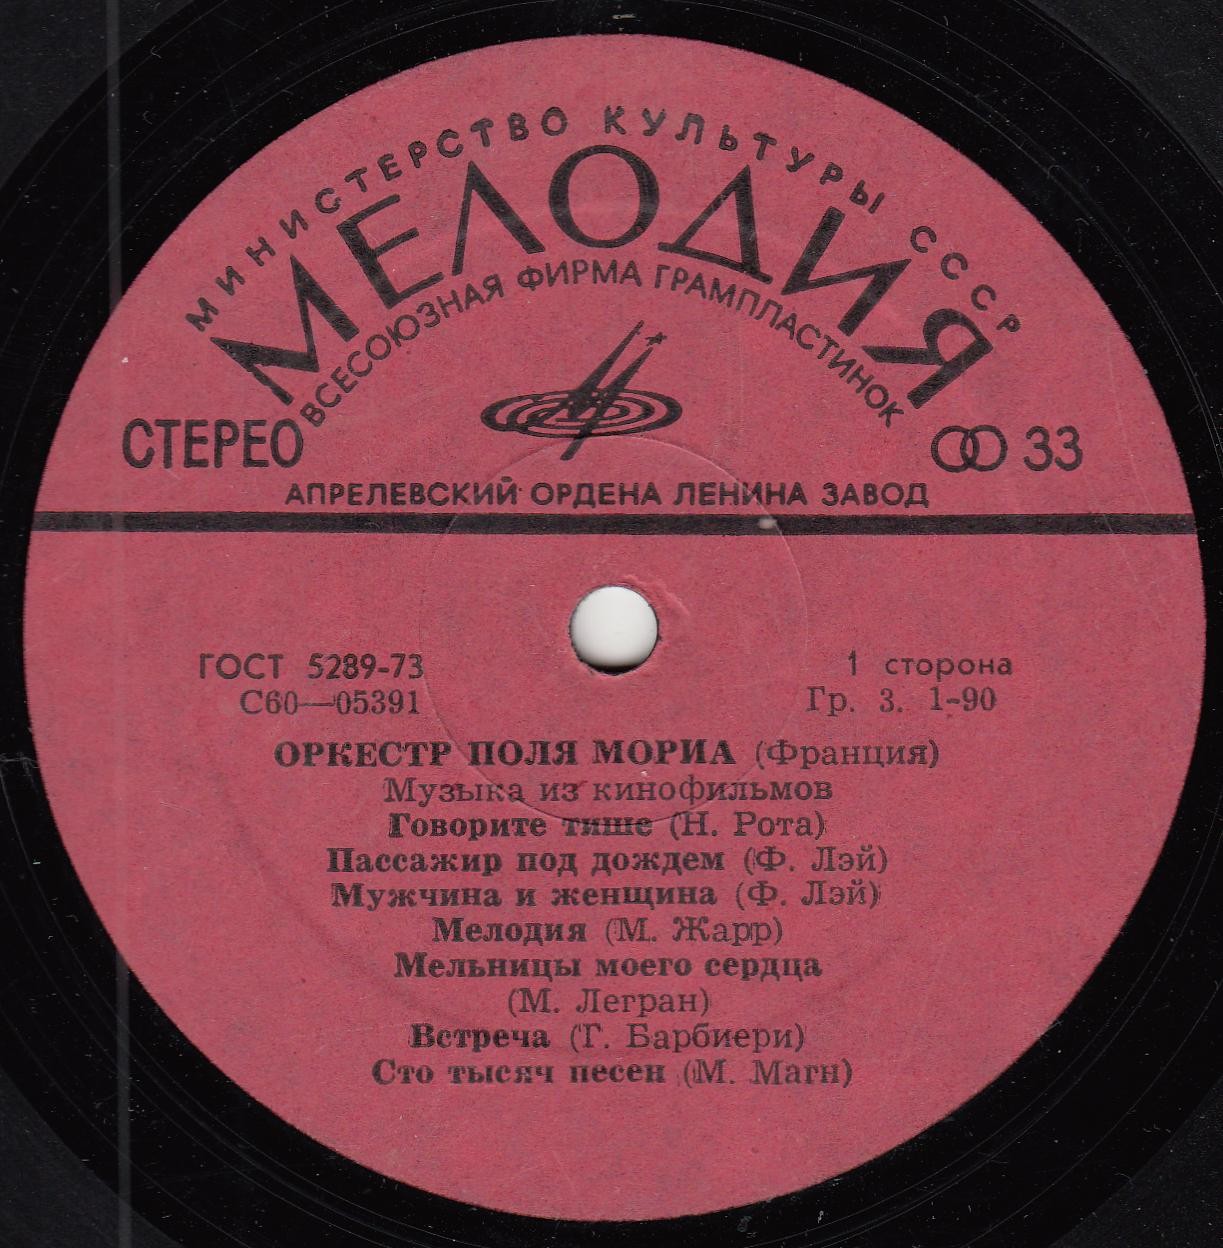 МИНИСТЕРСТВО КУЛЬТУРЫ СССР
МЕЛОДИЯ
ВСЕСОЮЗНАЯ ФИРМА ГРАМПЛАСТИНОК
СТЕРЕО 33
АПРЕЛЕВСКИЙ ОРДЕНА ЛЕНИНА ЗАВОД
ГОСТ 5289-73 1 сторона
С60—05391 Гр. 3. 1-90
ОРКЕСТР ПОЛЯ МОРИА (Франция)
Музыка из кинофильмов
Говорите тише (Н. Рота)
Пассажир под дождем (Ф. Лэй)
Мужчина и женщина (Ф. Лэй)
Мелодия (М. Жарр)
Мельницы моего сердца
(М. Легран)
Встреча (Г. Барбиери)
Сто тысяч песен (М. Магн)